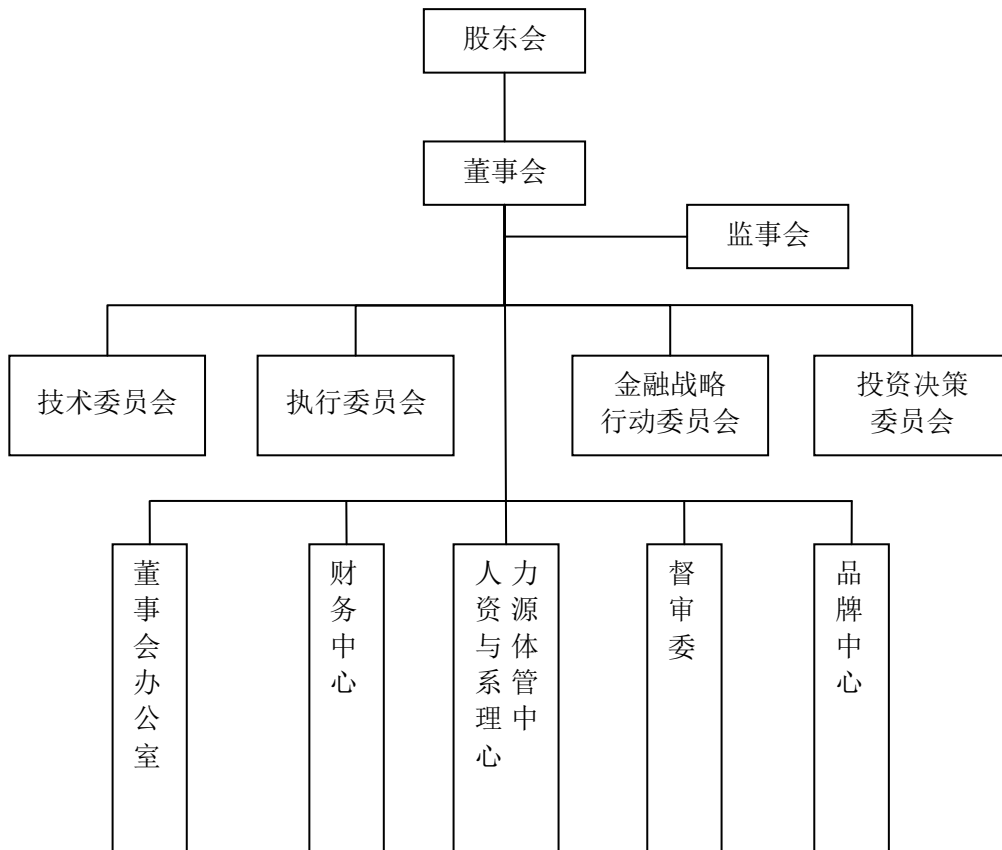 股东会
董事会
监事会
技术委员会
执行委员会
金融战略
行动委员会
投资决策
委员会
董事会办公室
财务中心
人力
资源
与体
系管
理中
心
督审委
品牌中心